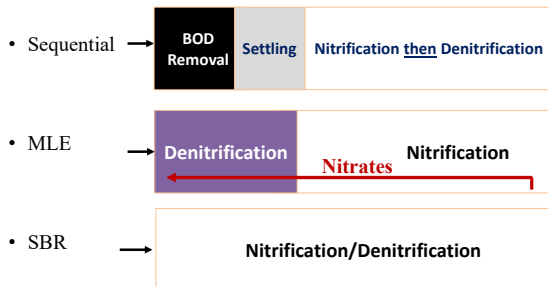 • Sequential
BOD
Removal
Settling
Nitrification then Denitrification
• MLE
Denitrification
Nitrification
Nitrates
• SBR
Nitrification/Denitrification